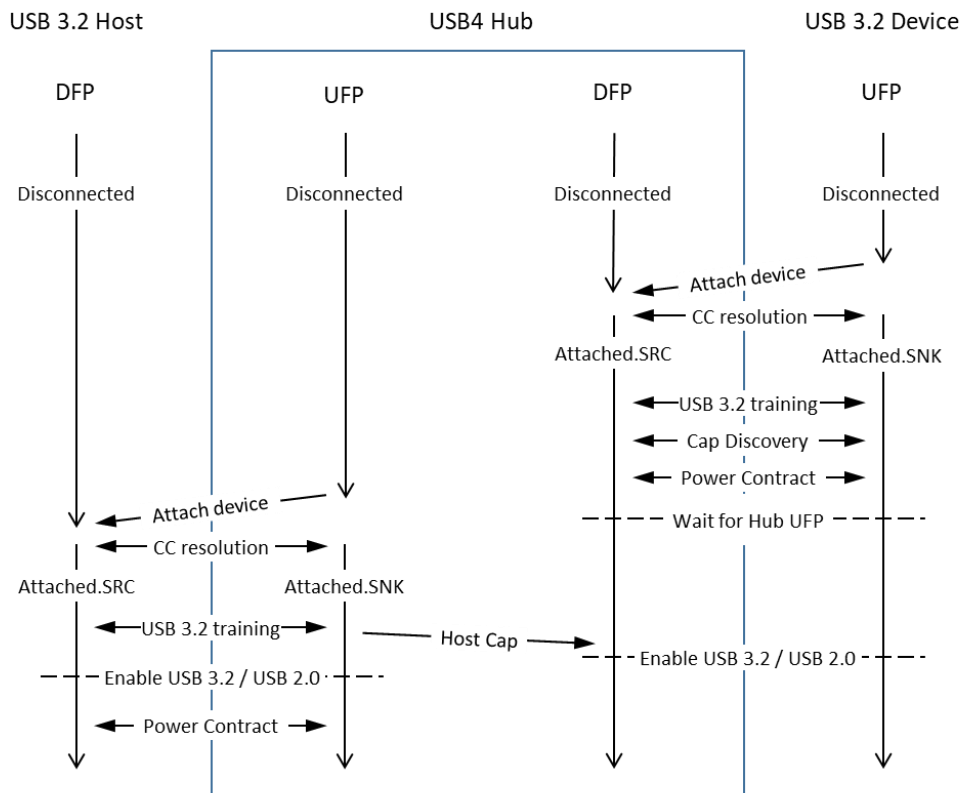 USB 3.2 Host
USB4 Hub
USB 3.2 Device
DFP
UFP
DFP
UFP
Disconnected
Disconnected
Disconnected
Disconnected
Attach device
CC resolution
Attached.SRC
Attached.SNK
USB 3.2 training
Cap Discovery
Power Contract
Wait for Hub UFP
Attach device
CC resolution
Attached.SRC
Attached.SNK
USB 3.2 training
Host Cap
Enable USB 3.2 / USB 2.0
Enable USB 3.2 / USB 2.0
Power Contract